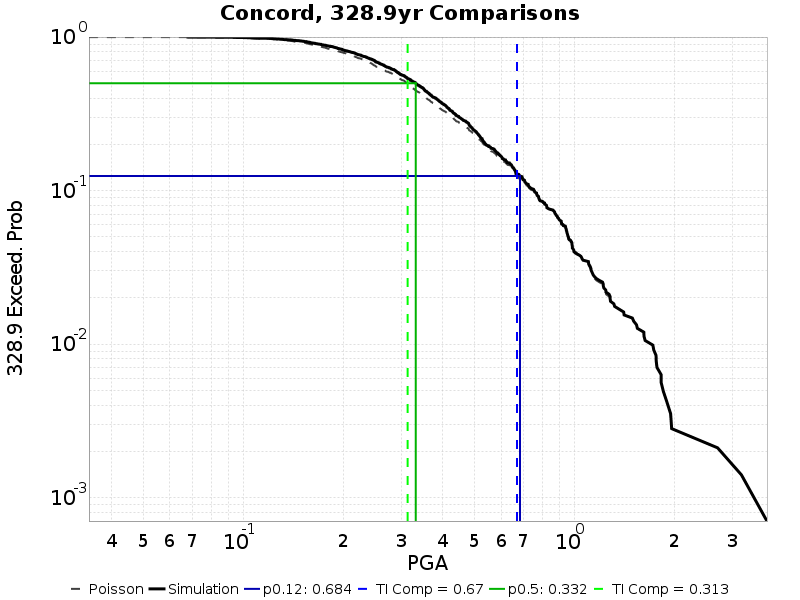 Concord, 328.9yr Comparisons
328.9 Exceed. Prob
10^0
10^-1
10^-2
10^-3
4 5 6 7 10^-1 2 3 4 5 6 7 10^0 2 3
PGA
Poisson Simulation p0.12: 0.684 TI Comp = 0.67 p0.5: 0.332 TI Comp = 0.313